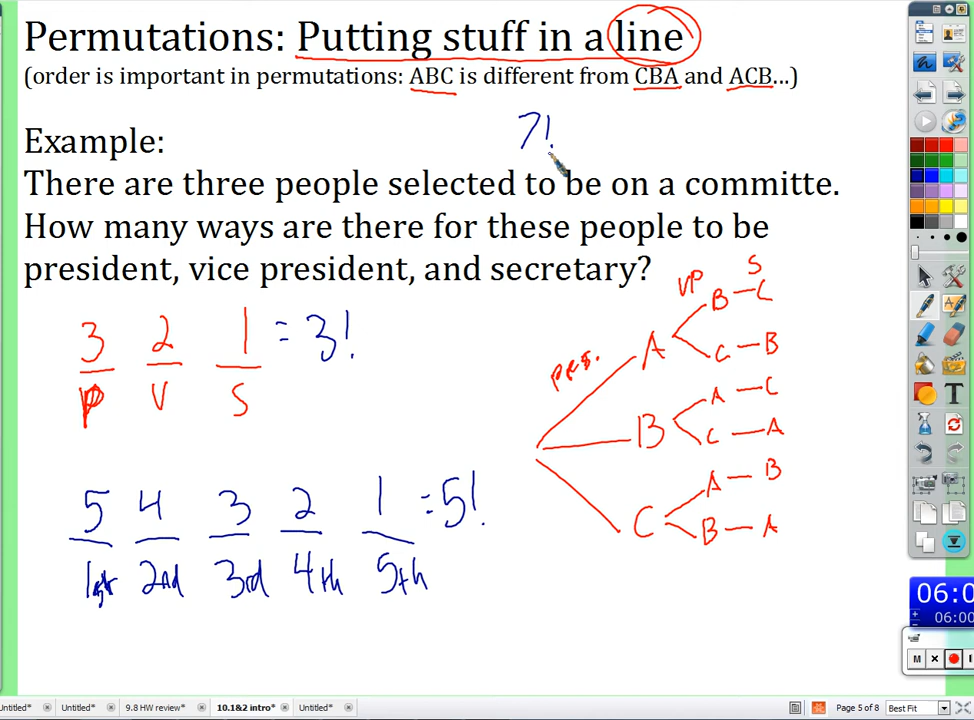 Permutations: Putting stuff in a line
(order is important in permutations: ABC is different from CBA and ACB...)
7!
Example:
There are three people selected to be on a committe.
How many ways are there for these people to be
president, vice president, and secretary?
VP S
3 2 1 = 3!
P V S
pres.
A B C
C B
B A C
C A
C A B
B A
5 4 3 2 1 = 5!
1st 2nd 3rd 4th 5th
06:0
06:00
M
Untitled* Untitled* 9.8 HW review* 10.1&2 intro* Untitled* Page 5 of 8 Best Fit